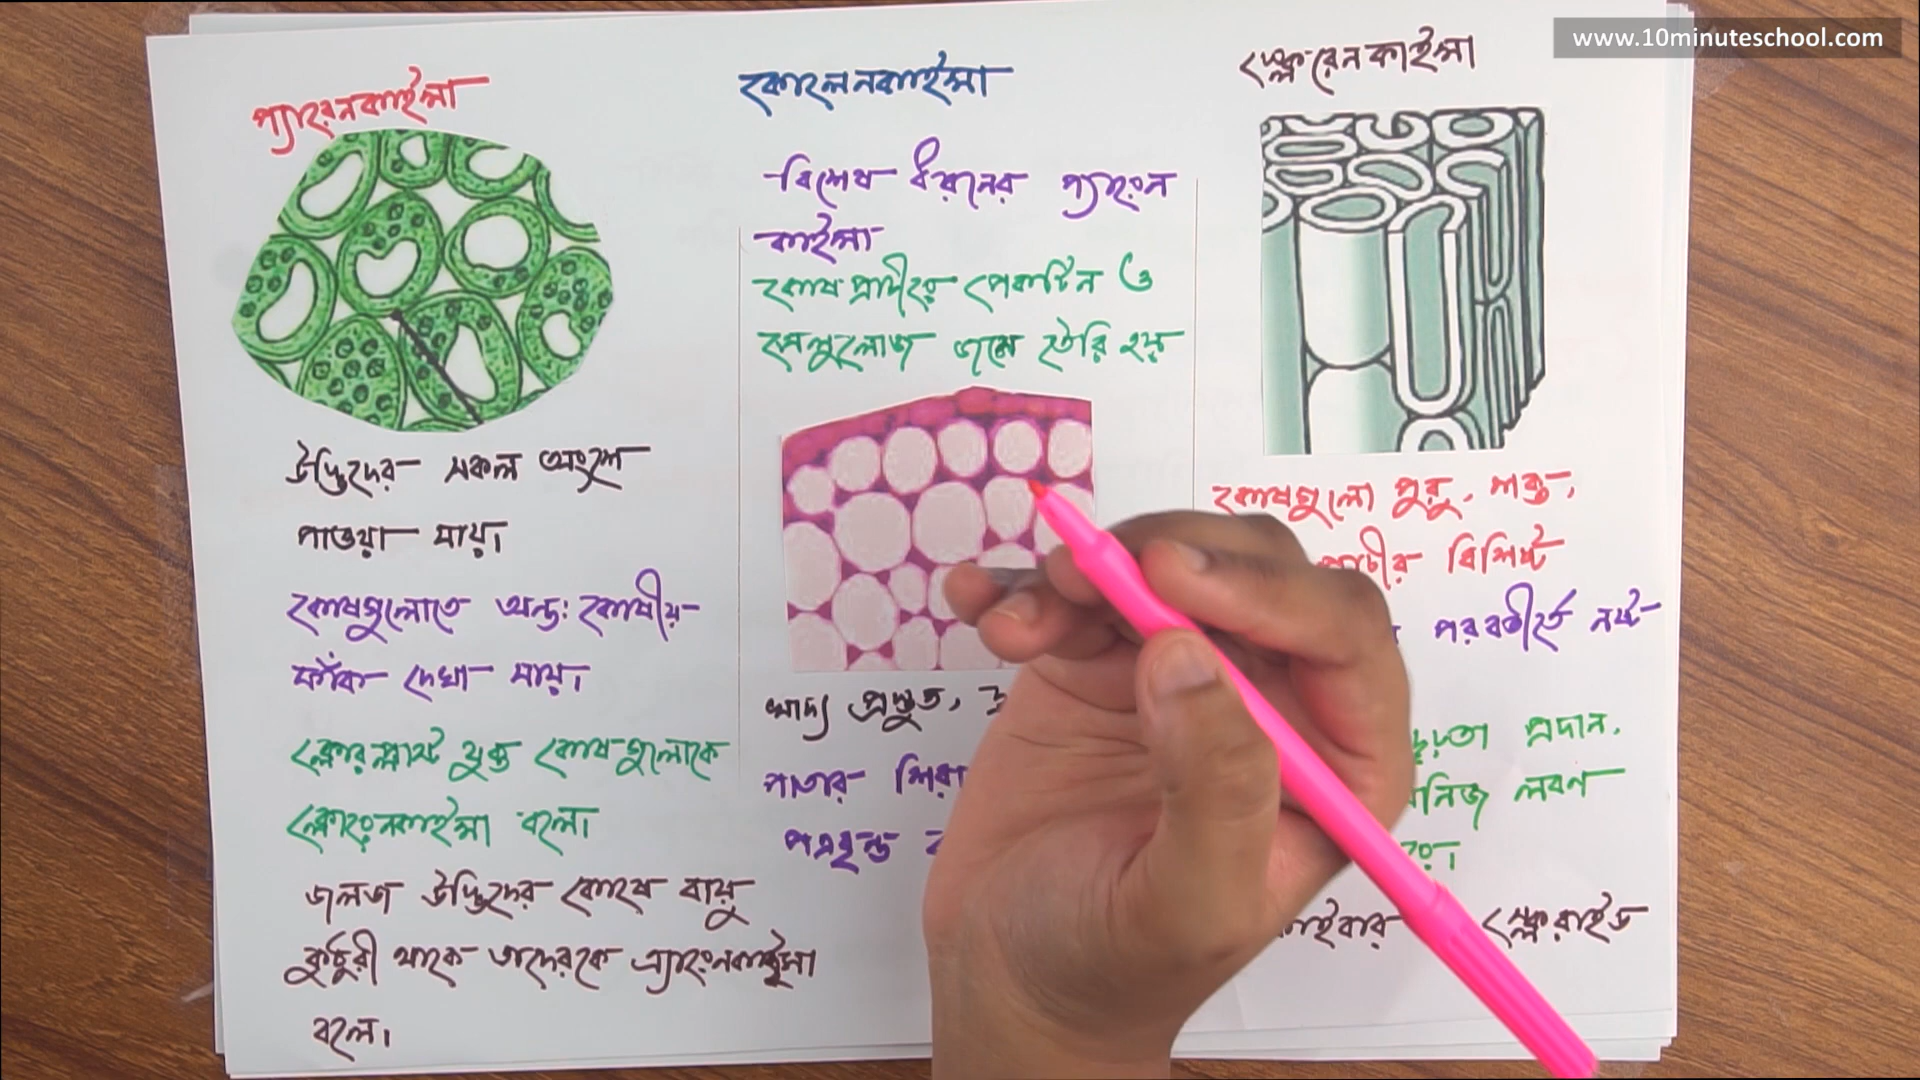 www.10minuteschool.com
প্যারেনকাইমা
উদ্ভিদের সকল অংশে
পাওয়া যায়।
কোষগুলোতে অন্তঃকোষীয়
ফাঁকা দেখা যায়।
ক্লোরপ্লাস্ট যুক্ত কোষগুলোকে
ক্লোরেনকাইমা বলে।
জলজ উদ্ভিদের কোষে বায়ু
কুঠুরী থাকে তাদেরকে এ্যারেনকাইমা
বলে।
কোলেনকাইমা
বিশেষ ধরনের প্যারেন
কাইমা
কোষপ্রাচীরে পেকটিন ও
সেলুলোজ জমে তৈরি হয়
খাদ্য প্রস্তুত,
পাতার শিরা
পত্রবৃন্ত
স্ক্লেরেনকাইমা
কোষগুলো পুরু, শক্ত,
প্রাচীর বিশিষ্ট
পরবর্তীতে নষ্ট
দৃঢ়তা প্রদান,
খনিজ লবণ
ফাইবার স্ক্লেরাইড